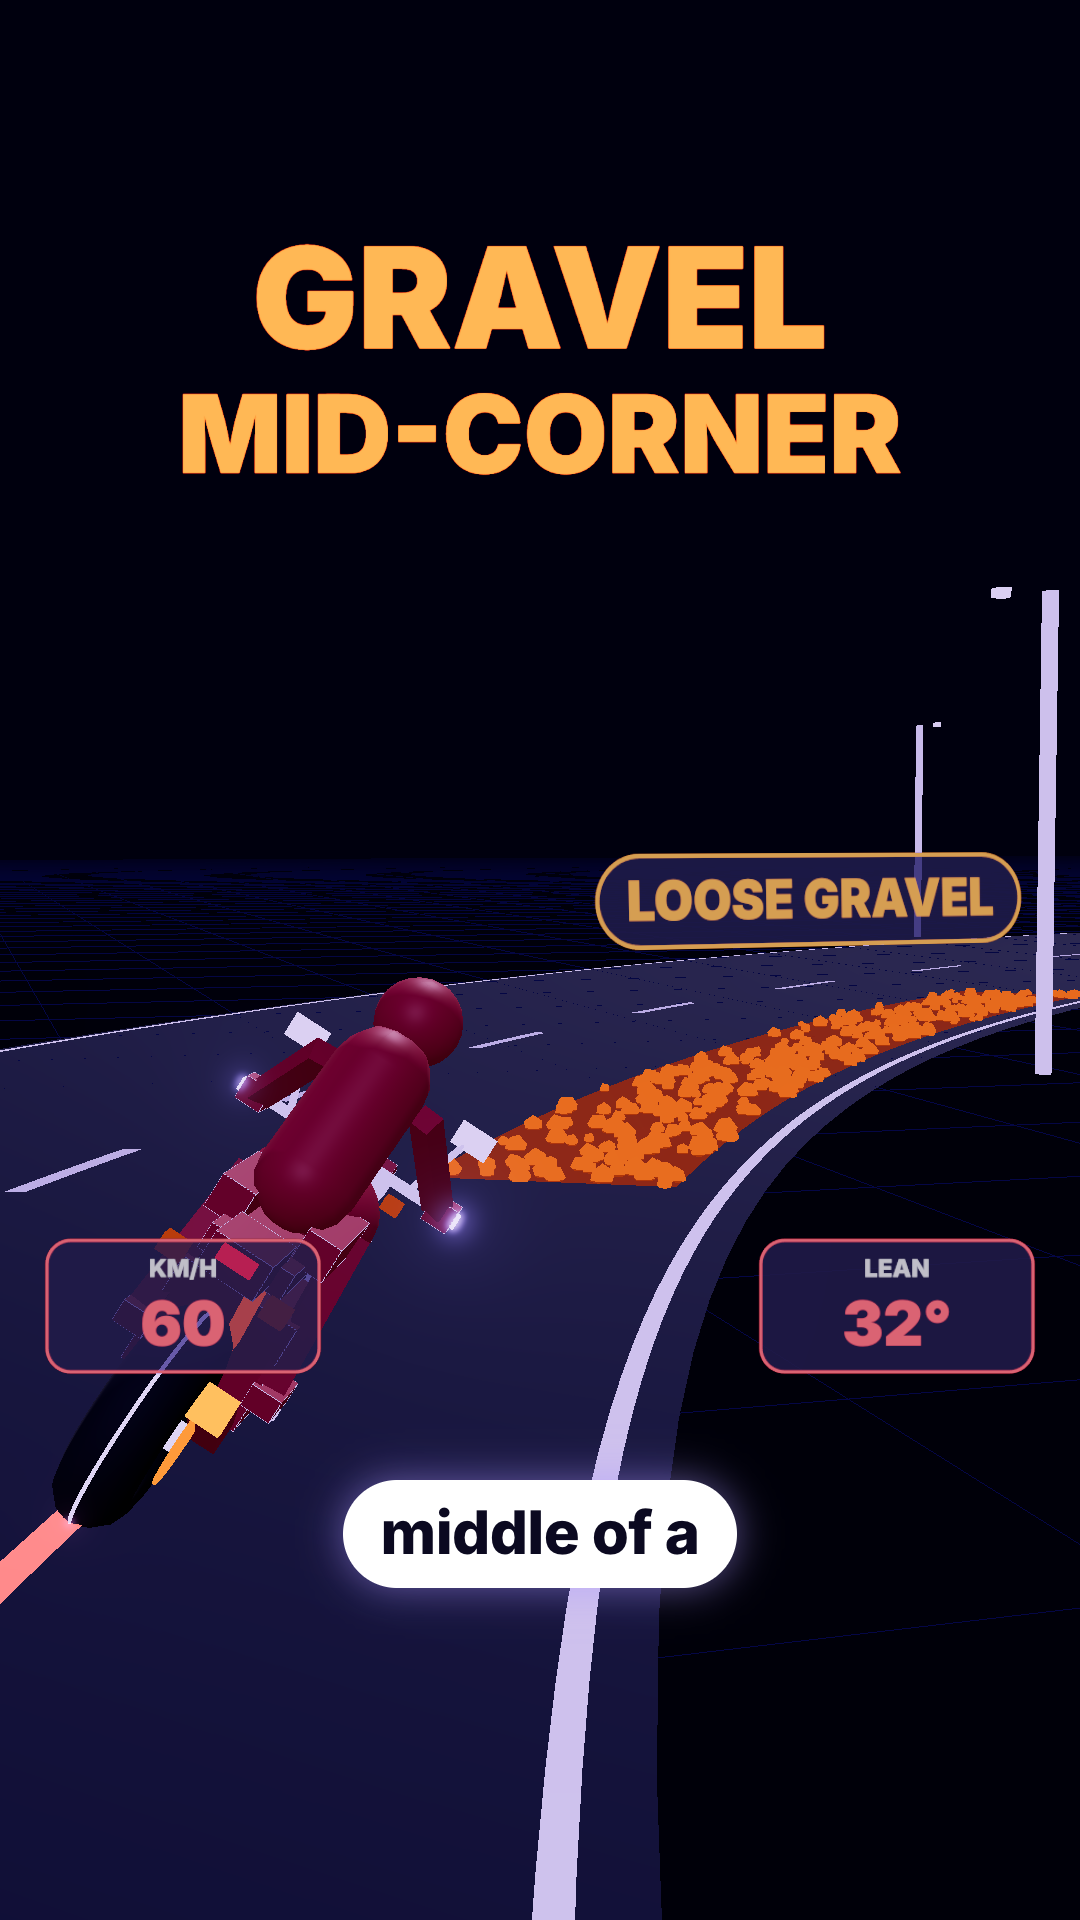 GRAVEL
MID-CORNER
LOOSE GRAVEL
KM/H
60
LEAN
32°
middle of a